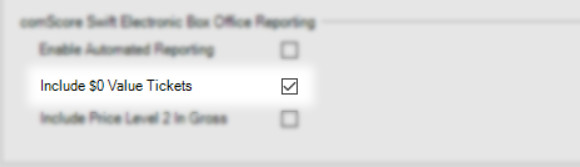 comScore Swift Electronic Box Office Reporting
Enable Automated Reporting
Include $0 Value Tickets
Include Price Level 2 In Gross